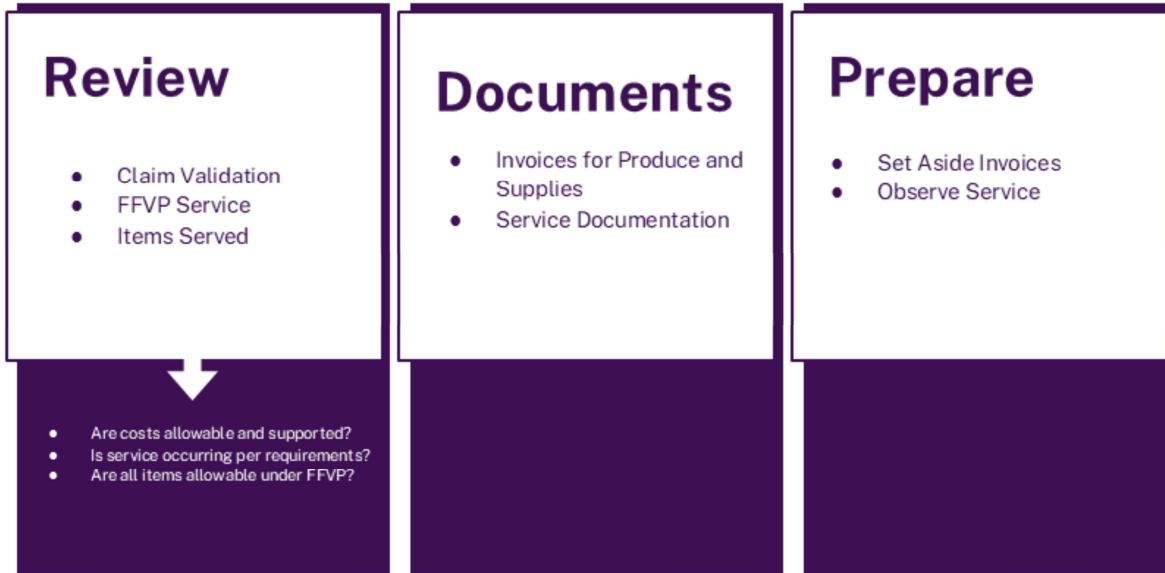 Review
● Claim Validation
● FFVP Service
● Items Served
● Are costs allowable and supported?
● Is service occurring per requirements?
● Are all items allowable under FFVP?
Documents
● Invoices for Produce and
Supplies
● Service Documentation
Prepare
● Set Aside Invoices
● Observe Service